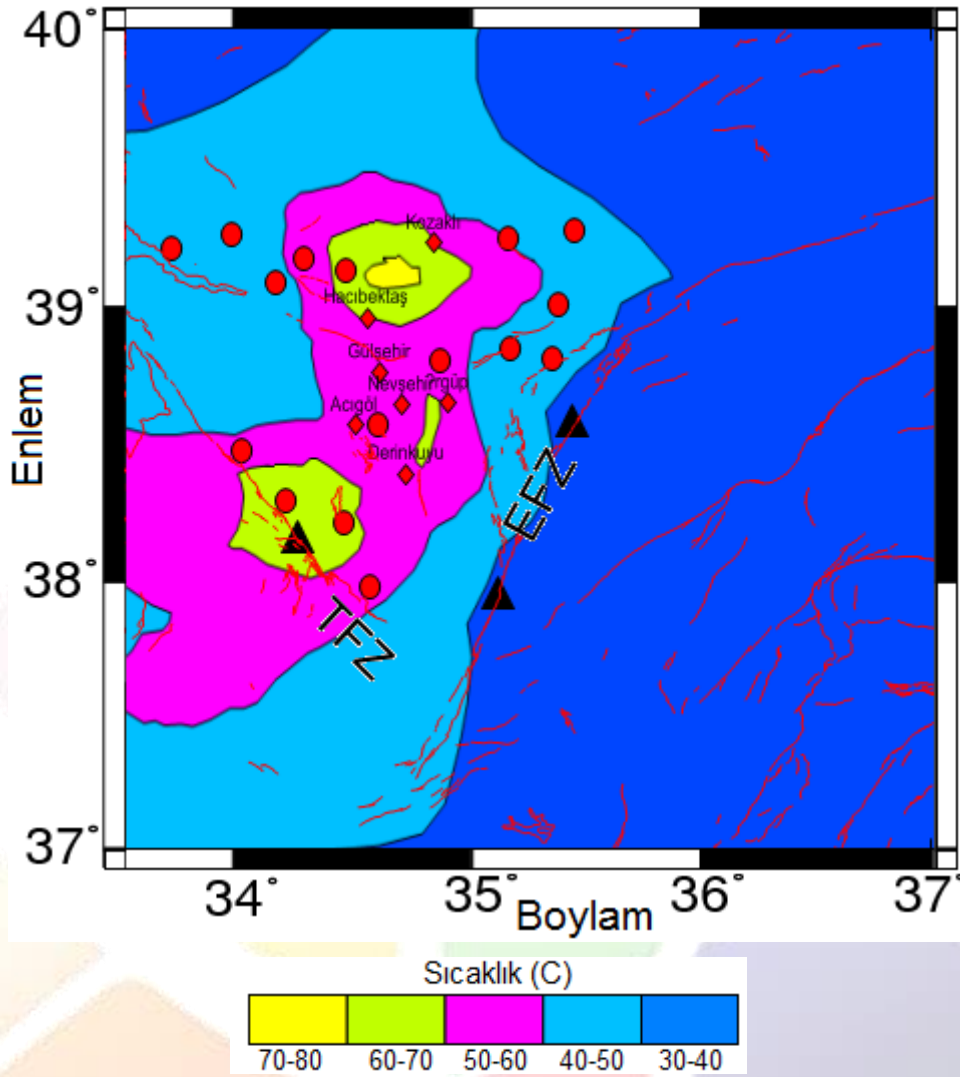 40°
39°
38°
37°
Enlem
Kozaklı
Hacıbektaş
Gülşehir
Nevşehir
Acıgöl
Derinkuyu
EFZ
TFZ
34° 35° 36° 37°
Boylam
Sıcaklık (C)
70-80 60-70 50-60 40-50 30-40